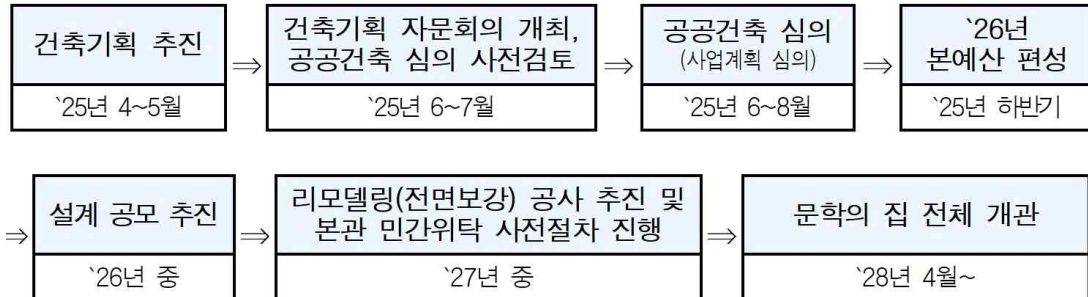 건축기획 추진
`25년 4~5월
⇒
건축기획 자문회의 개최,
공공건축 심의 사전검토
`25년 6~7월
⇒
공공건축 심의
(사업계획 심의)
`25년 6~8월
⇒
`26년
본예산 편성
`25년 하반기
⇒
설계 공모 추진
`26년 중
⇒
리모델링(전면보강) 공사 추진 및
본관 민간위탁 사전절차 진행
`27년 중
⇒
문학의 집 전체 개관
`28년 4월~